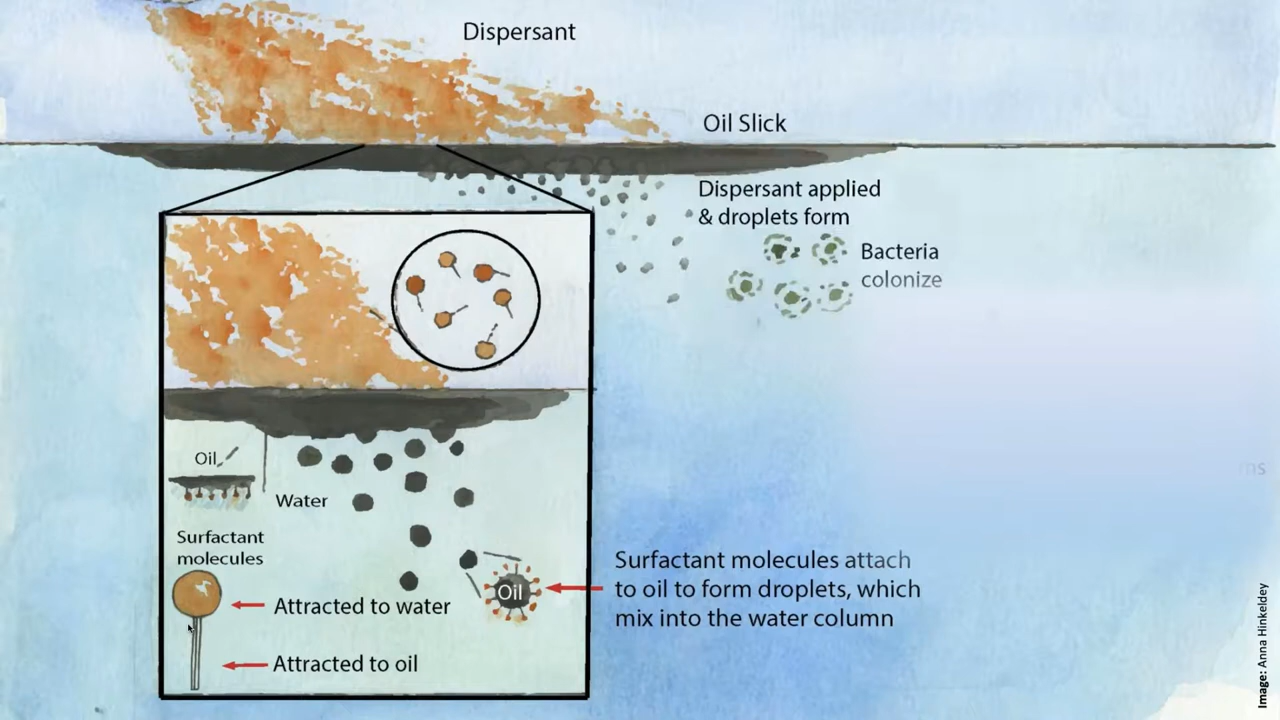 Dispersant
Oil Slick
Dispersant applied
& droplets form
Bacteria
colonize
Oil
Water
Surfactant
molecules
Attracted to water
Attracted to oil
Oil
Surfactant molecules attach
to oil to form droplets, which
mix into the water column
Image: Anna Hinkeldey